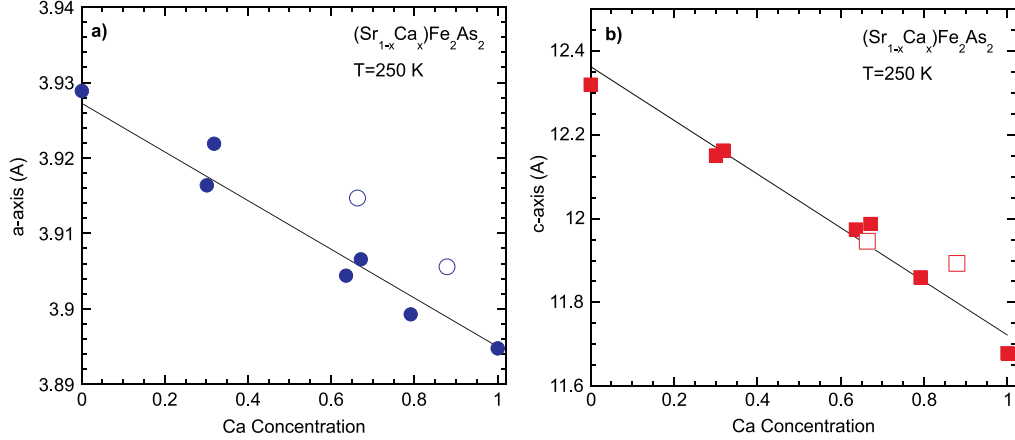 a)
(Sr1-xCax)Fe2As2
T=250 K
3.94
3.93
3.92
3.91
3.9
3.89
a-axis (A)
0
0.2
0.4
0.6
0.8
1
Ca Concentration
b)
(Sr1-xCax)Fe2As2
T=250 K
12.4
12.2
12
11.8
11.6
c-axis (A)
0
0.2
0.4
0.6
0.8
1
Ca Concentration